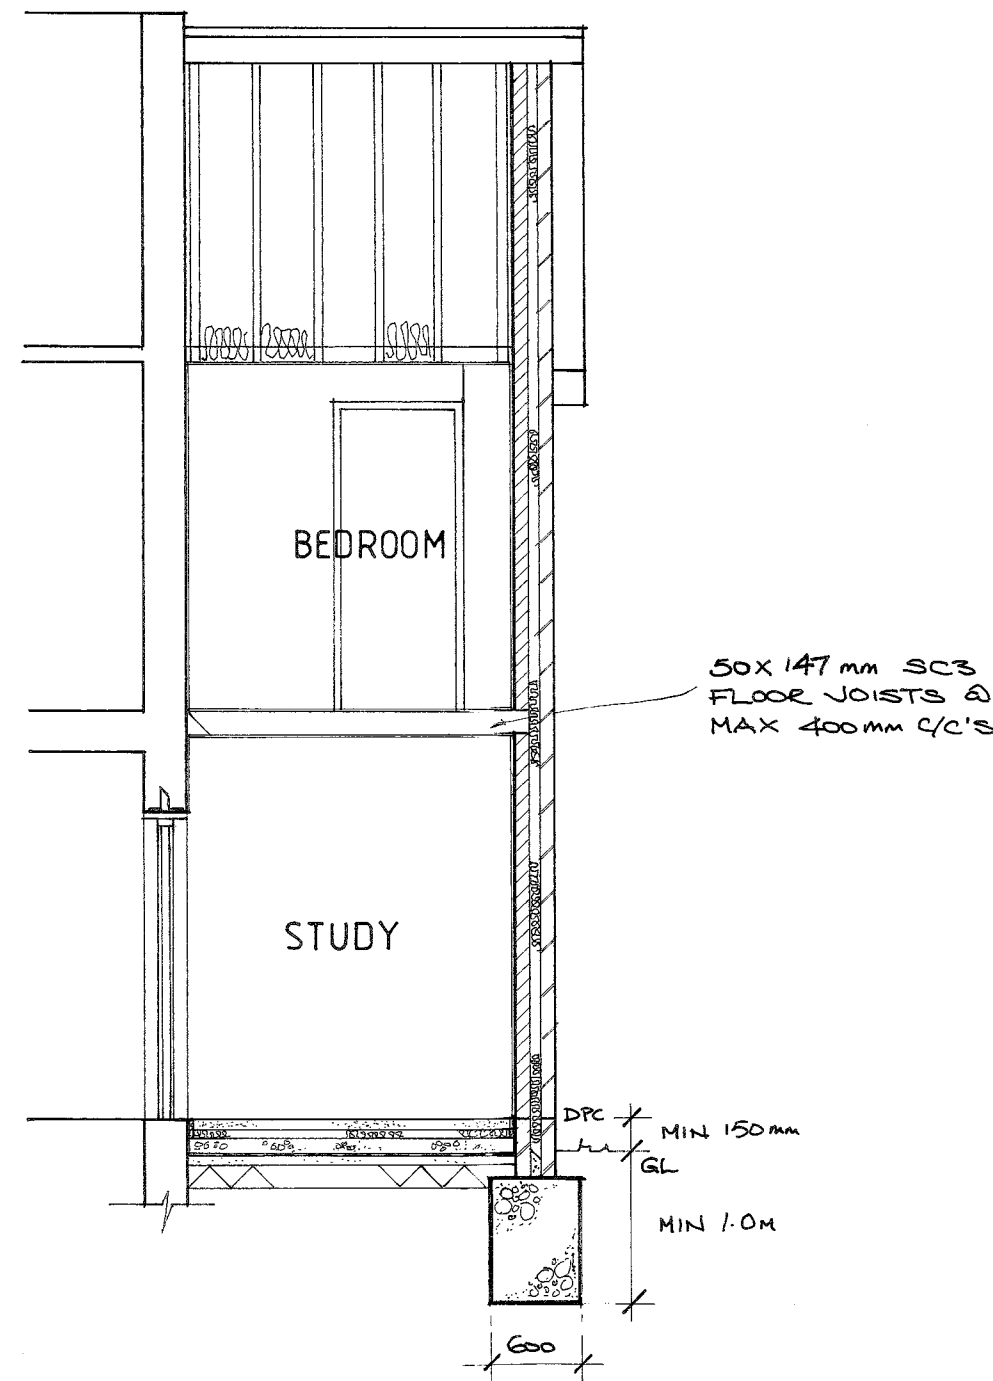 BEDROOM
50X 147 mm SC3
FLOOR JOISTS @
MAX 400mm C/C'S
STUDY
DPC
MIN 150mm
GL
MIN 1.0M
600